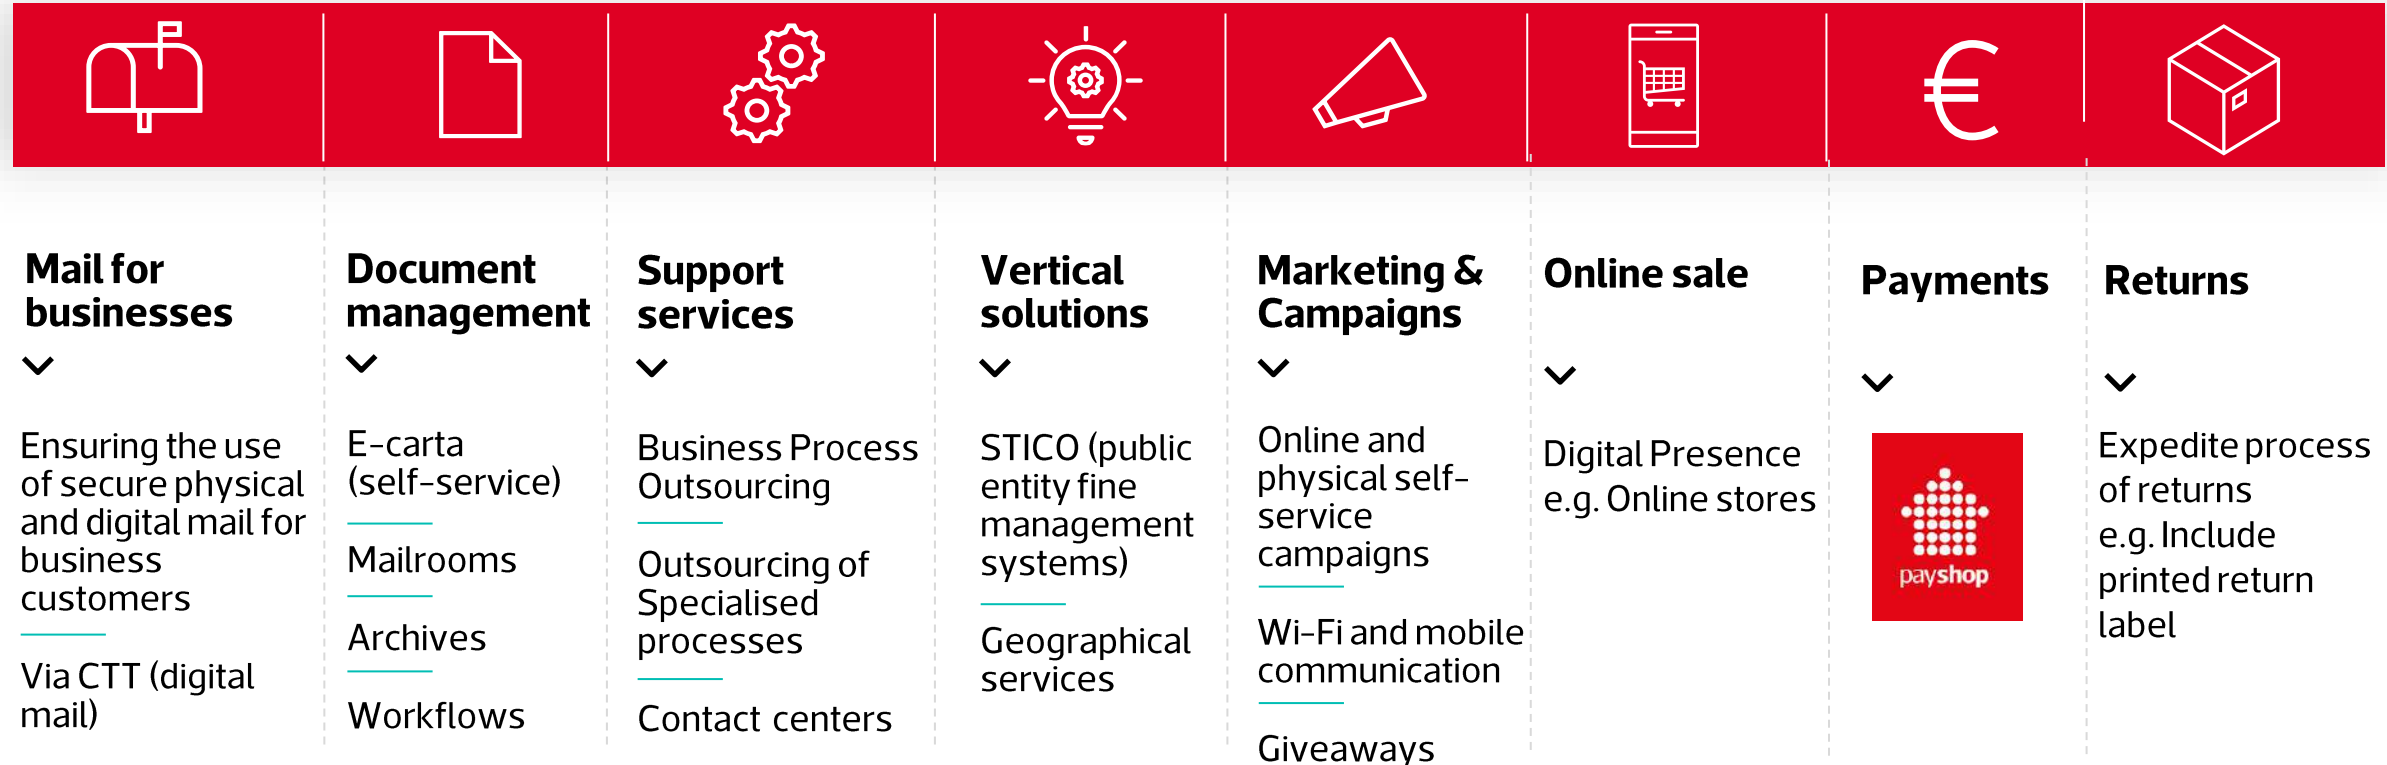 Mail for
businesses
Ensuring the use
of secure physical
and digital mail for
business
customers
Via CTT (digital
mail)
Document
management
E-carta
(self-service)
Mailrooms
Archives
Workflows
Support
services
Business Process
Outsourcing
Outsourcing of
Specialised
processes
Contact centers
Vertical
solutions
STICO (public
entity fine
management
systems)
Geographical
services
Marketing &
Campaigns
Online and
physical self-
service
campaigns
Wi-Fi and mobile
communication
Giveaways
Online sale
Digital Presence
e.g. Online stores
Payments
€
payshop
Returns
Expedite process
of returns
e.g. Include
printed return
label